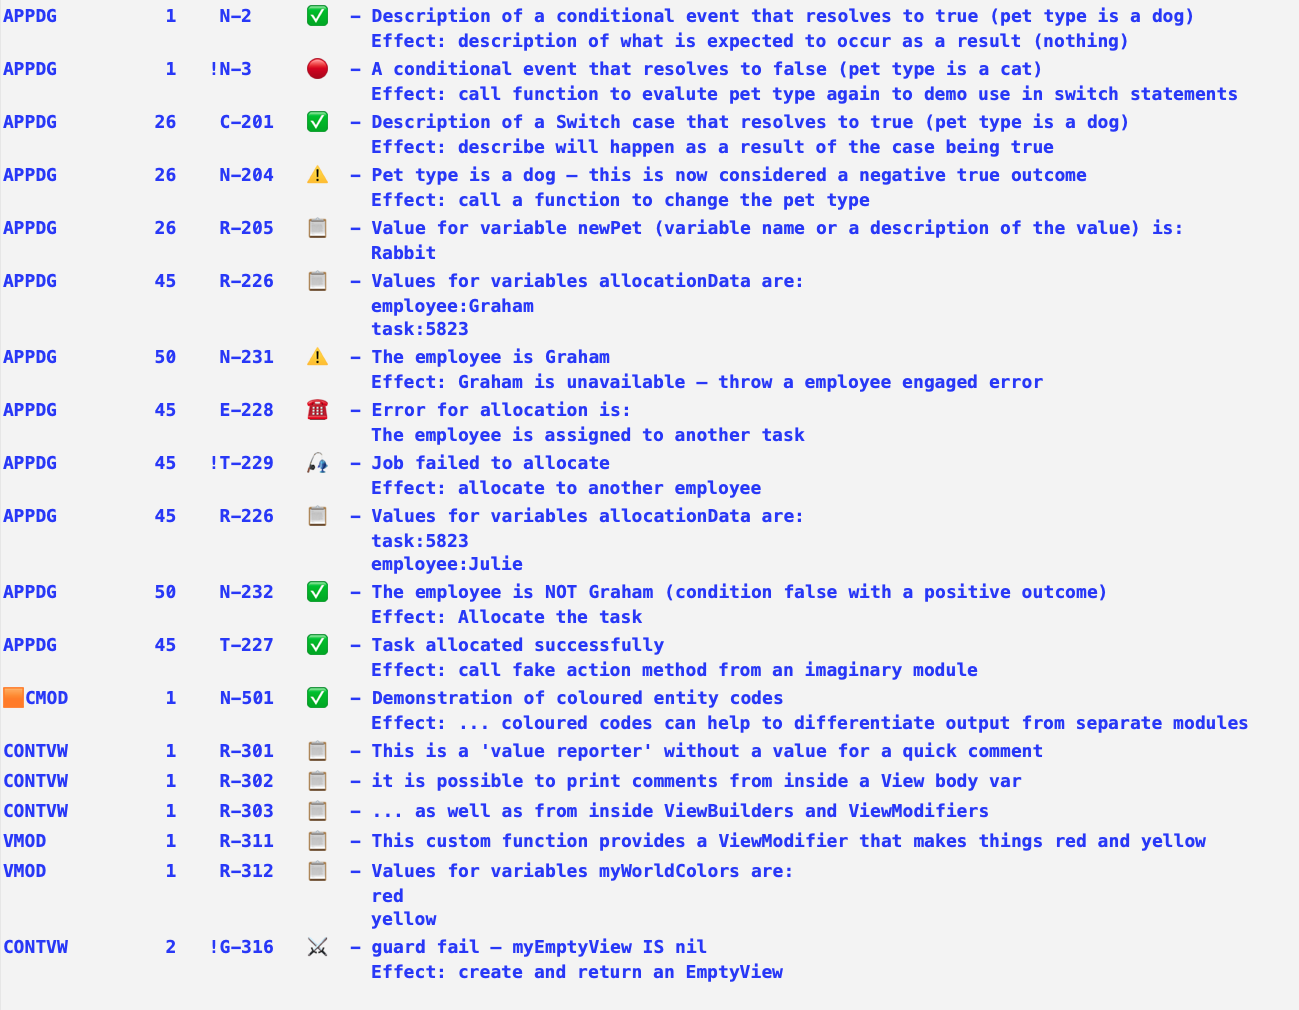 APPDG 1 N-2 ✅ – Description of a conditional event that resolves to true (pet type is a dog)
Effect: description of what is expected to occur as a result (nothing)
APPDG 1 !N-3 🔴 – A conditional event that resolves to false (pet type is a cat)
Effect: call function to evalute pet type again to demo use in switch statements
APPDG 26 C-201 ✅ – Description of a Switch case that resolves to true (pet type is a dog)
Effect: describe will happen as a result of the case being true
APPDG 26 N-204 ⚠️ – Pet type is a dog – this is now considered a negative true outcome
Effect: call a function to change the pet type
APPDG 26 R-205 📋 – Value for variable newPet (variable name or a description of the value) is:
Rabbit
APPDG 45 R-226 📋 – Values for variables allocationData are:
employee:Graham
task:5823
APPDG 50 N-231 ⚠️ – The employee is Graham
Effect: Graham is unavailable – throw a employee engaged error
APPDG 45 E-228 ☎️ – Error for allocation is:
The employee is assigned to another task
APPDG 45 !T-229 🎣 – Job failed to allocate
Effect: allocate to another employee
APPDG 45 R-226 📋 – Values for variables allocationData are:
task:5823
employee:Julie
APPDG 50 N-232 ✅ – The employee is NOT Graham (condition false with a positive outcome)
Effect: Allocate the task
APPDG 45 T-227 ✅ – Task allocated successfully
Effect: call fake action method from an imaginary module
🟧CMOD 1 N-501 ✅ – Demonstration of coloured entity codes
Effect: ... coloured codes can help to differentiate output from separate modules
CONTVW 1 R-301 📋 – This is a 'value reporter' without a value for a quick comment
CONTVW 1 R-302 📋 – it is possible to print comments from inside a View body var
CONTVW 1 R-303 📋 – ... as well as from inside ViewBuilders and ViewModifiers
VMOD 1 R-311 📋 – This custom function provides a ViewModifier that makes things red and yellow
VMOD 1 R-312 📋 – Values for variables myWorldColors are:
red
yellow
CONTVW 2 !G-316 ⚔️ – guard fail – myEmptyView IS nil
Effect: create and return an EmptyView